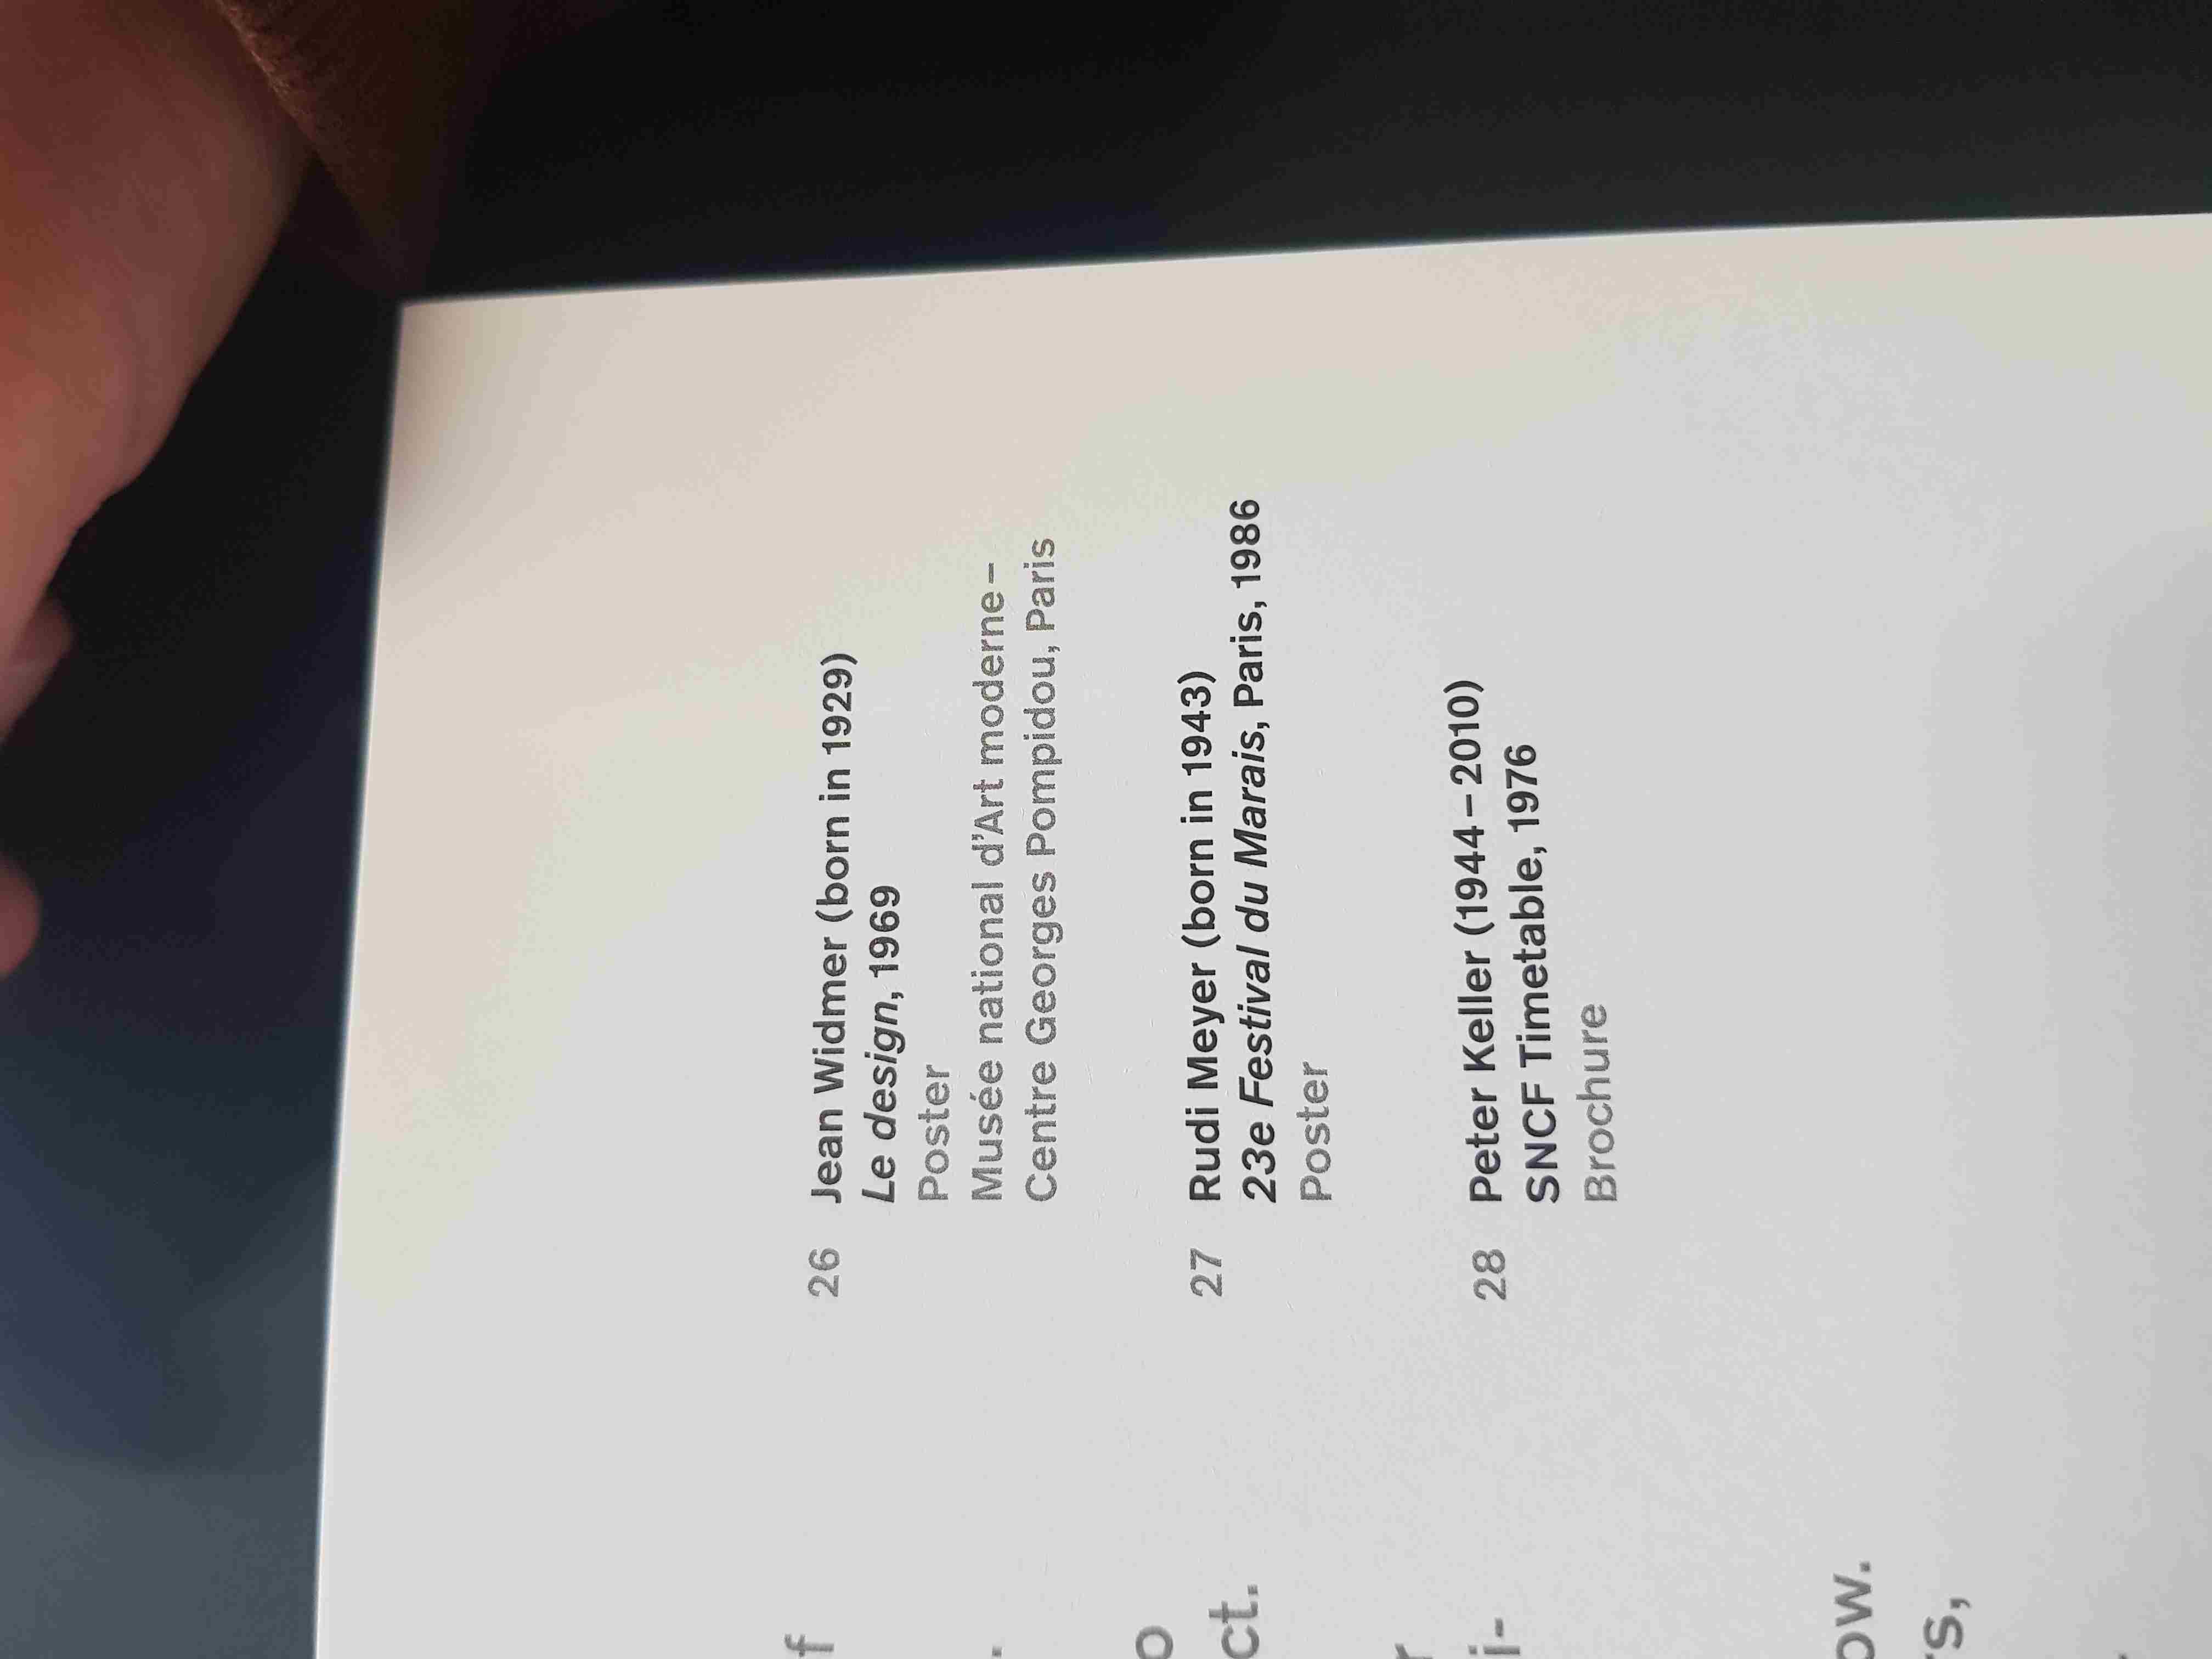 26 Jean Widmer (born in 1929)
Le design, 1969
Poster
Musée national d'Art moderne –
Centre Georges Pompidou, Paris
27 Rudi Meyer (born in 1943)
23e Festival du Marais, Paris, 1986
Poster
28 Peter Keller (1944 – 2010)
SNCF Timetable, 1976
Brochure